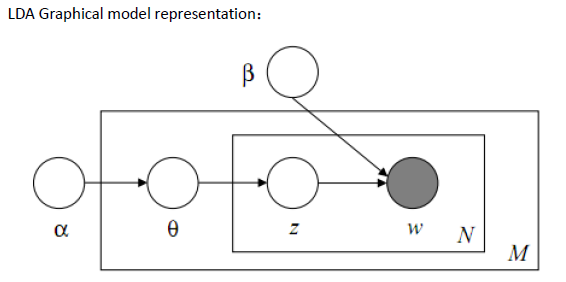 LDA Graphical model representation：
β
α
θ
z
w
N
M